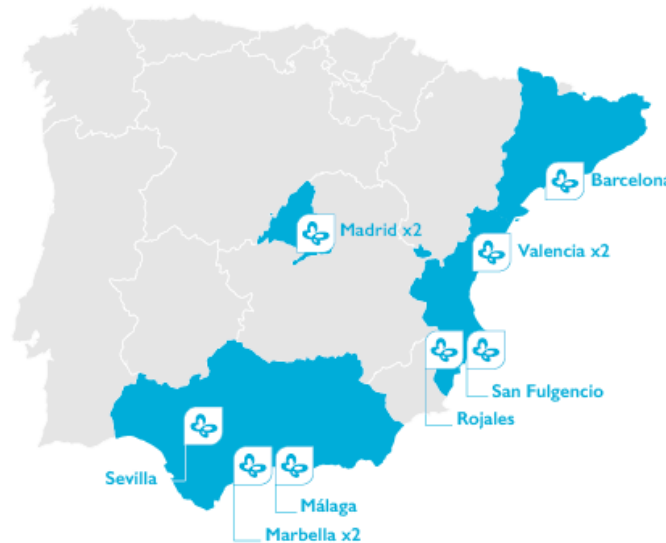 Barcelona
Madrid x2
Valencia x2
San Fulgencio
Rojales
Sevilla
Málaga
Marbella x2